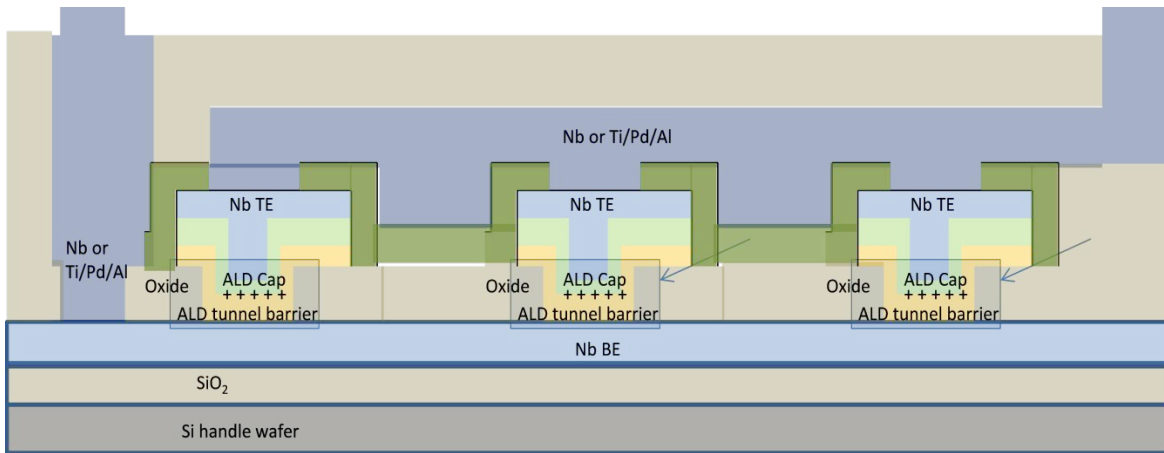 Nb or Ti/Pd/Al
Nb TE
Nb TE
Nb TE
Nb or
Ti/Pd/Al
Oxide
ALD Cap
+ + + + +
ALD tunnel barrier
Oxide
ALD Cap
+ + + + +
ALD tunnel barrier
Oxide
ALD Cap
+ + + + +
ALD tunnel barrier
Nb BE
SiO₂
Si handle wafer